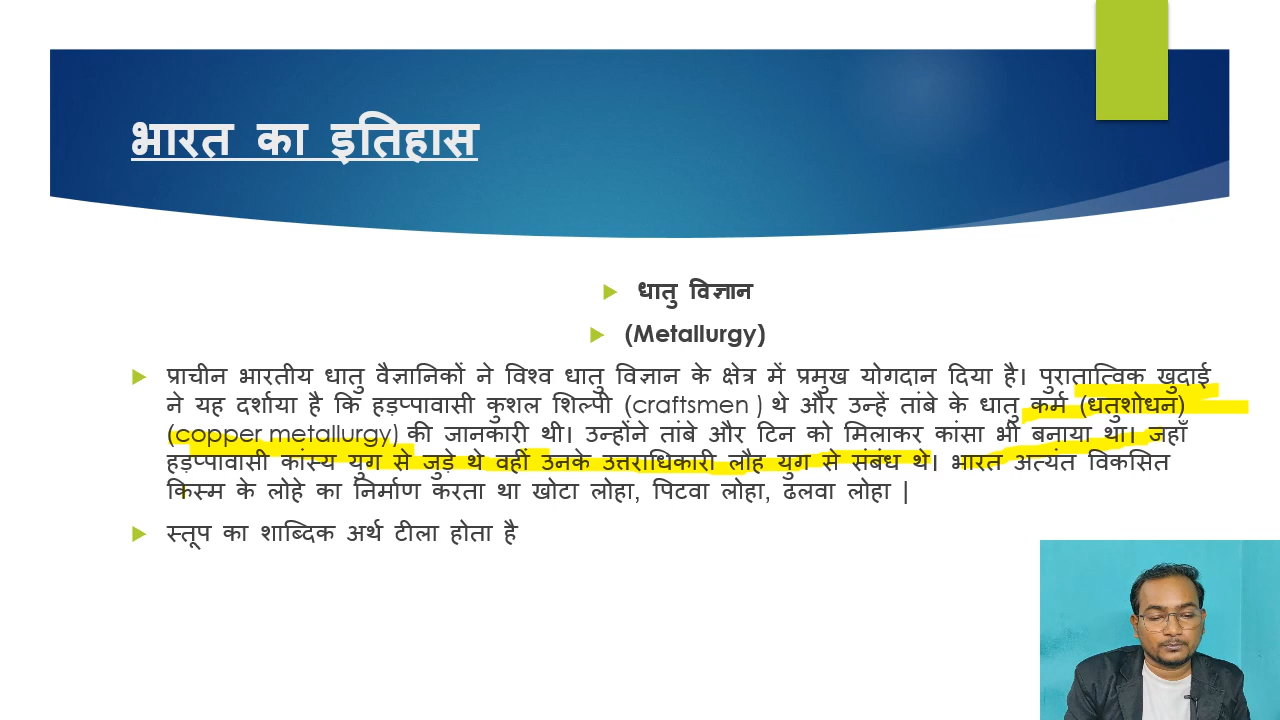 भारत का इतिहास
धातु विज्ञान
(Metallurgy)
प्राचीन भारतीय धातु वैज्ञानिकों ने विश्व धातु विज्ञान के क्षेत्र में प्रमुख योगदान दिया है। पुरातात्विक खुदाई
ने यह दर्शाया है कि हड़प्पावासी कुशल शिल्पी (craftsmen ) थे और उन्हें तांबे के धातु कर्म (धतुशोधन)
(copper metallurgy) की जानकारी थी। उन्होंने तांबे और टिन को मिलाकर कांसा भी बनाया था। जहाँ
हड़प्पावासी कांस्य युग से जुड़े थे वहीं उनके उत्तराधिकारी लौह युग से संबंध थे। भारत अत्यंत विकसित
किस्म के लोहे का निर्माण करता था खोटा लोहा, पिटवा लोहा, ढलवा लोहा |
स्तूप का शाब्दिक अर्थ टीला होता है